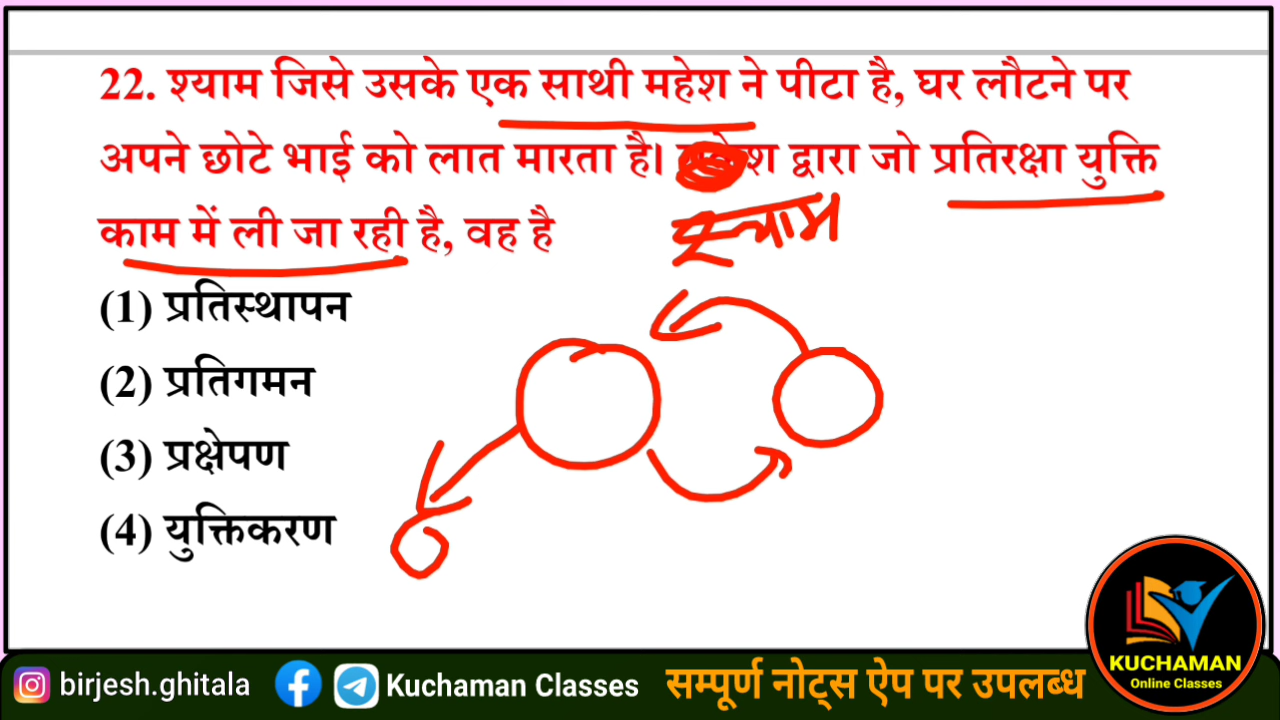 22. श्याम जिसे उसके एक साथी महेश ने पीटा है, घर लौटने पर
अपने छोटे भाई को लात मारता है। द्वारा जो प्रतिरक्षा युक्ति
श्याम
काम में ली जा रही है, वह है
(1) प्रतिस्थापन
(2) प्रतिगमन
(3) प्रक्षेपण
(4) युक्तिकरण
KUCHAMAN
Online Classes
birjesh.ghitala
Kuchaman Classes
सम्पूर्ण नोट्स ऐप पर उपलब्ध